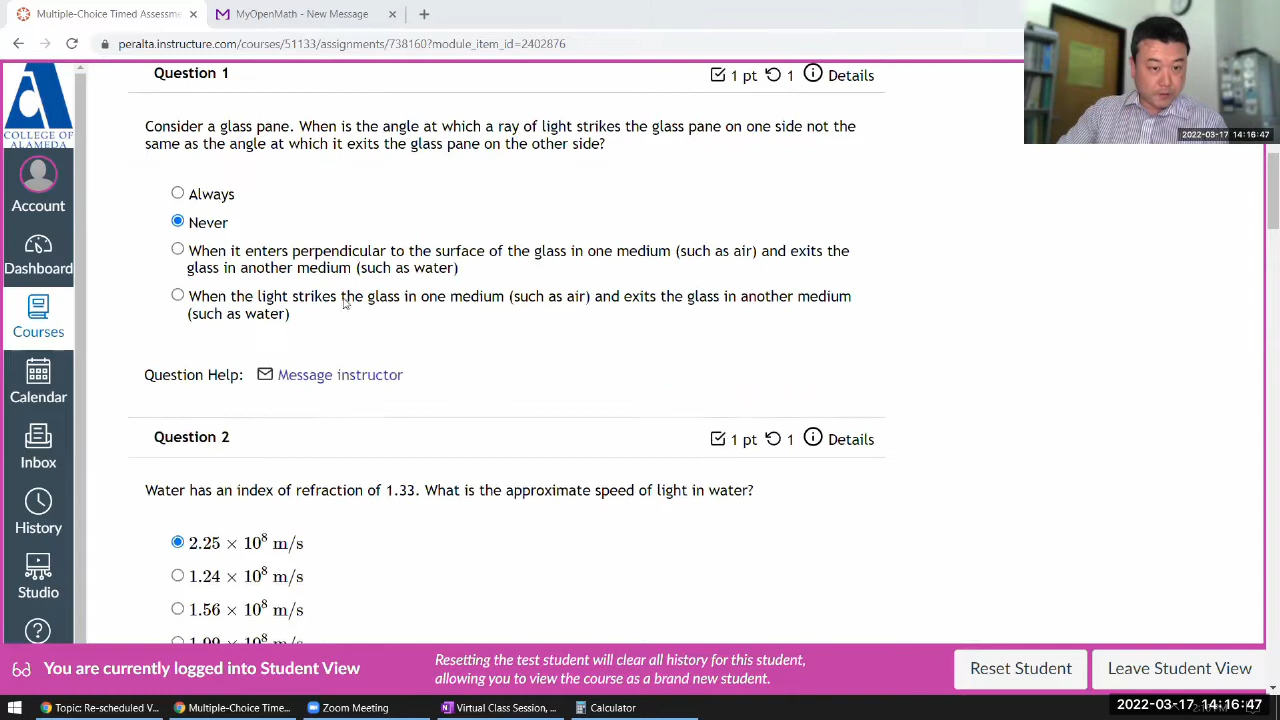 Multiple-Choice Timed Assessm
MyOpenMath - New Message
peralta.instructure.com/courses/51133/assignments/738160?module_item_id=2402876
2022-03-17 14:16:47
COLLEGE OF
ALAMEDA
Account
Dashboard
Courses
Calendar
Inbox
History
Studio
Question 1
1 pt 1 Details
Consider a glass pane. When is the angle at which a ray of light strikes the glass pane on one side not the
same as the angle at which it exits the glass pane on the other side?
Always
Never
When it enters perpendicular to the surface of the glass in one medium (such as air) and exits the
glass in another medium (such as water)
When the light strikes the glass in one medium (such as air) and exits the glass in another medium
(such as water)
Question Help: Message instructor
Question 2
1 pt 1 Details
Water has an index of refraction of 1.33. What is the approximate speed of light in water?
2.25 × 10⁸ m/s
1.24 × 10⁸ m/s
1.56 × 10⁸ m/s
1.99 × 10⁸ m/s
You are currently logged into Student View
Resetting the test student will clear all history for this student,
allowing you to view the course as a brand new student.
Reset Student
Leave Student View
Topic: Re-scheduled V...
Multiple-Choice Time...
Zoom Meeting
Virtual Class Session, ...
Calculator
2022-03-17 14:16:47